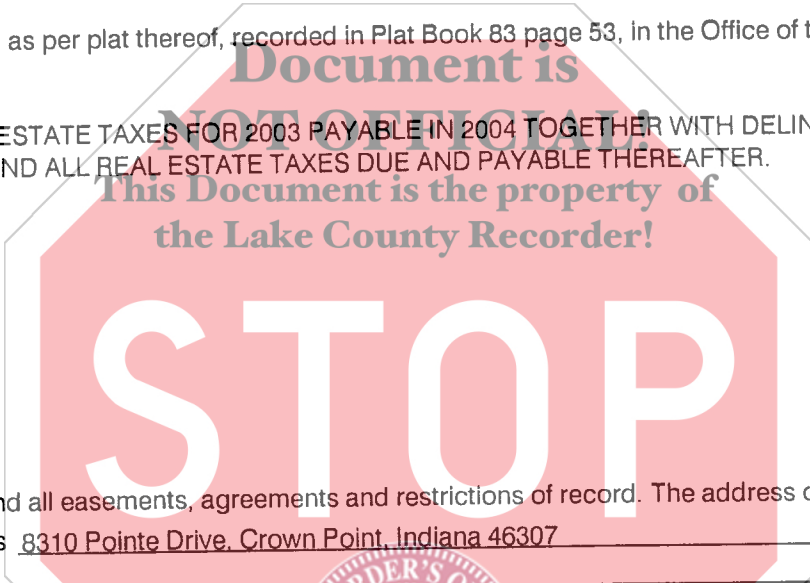 as per plat thereof, recorded in Plat Book 83 page 53, in the Office of
Document is
NOT OFFICIAL!
ESTATE TAXES FOR 2003 PAYABLE IN 2004 TOGETHER WITH
ND ALL REAL ESTATE TAXES DUE AND PAYABLE THEREAFTER.
This Document is the property of
the Lake County Recorder!
STOP
nd all easements, agreements and restrictions of record. The address
s 8310 Pointe Drive, Crown Point, Indiana 46307
RDER'S O